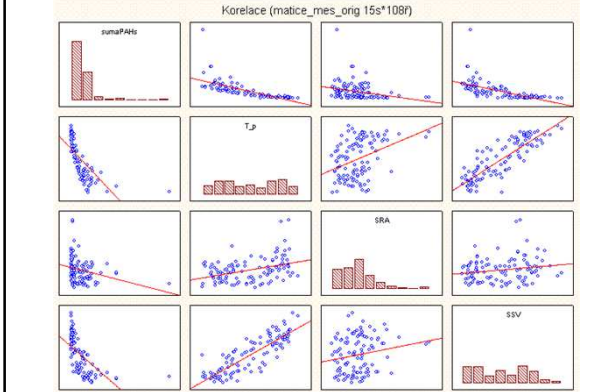 Korelace (matice_mes_orig 15s*108ř)
sumaPAHs
T_p
SRA
SSV